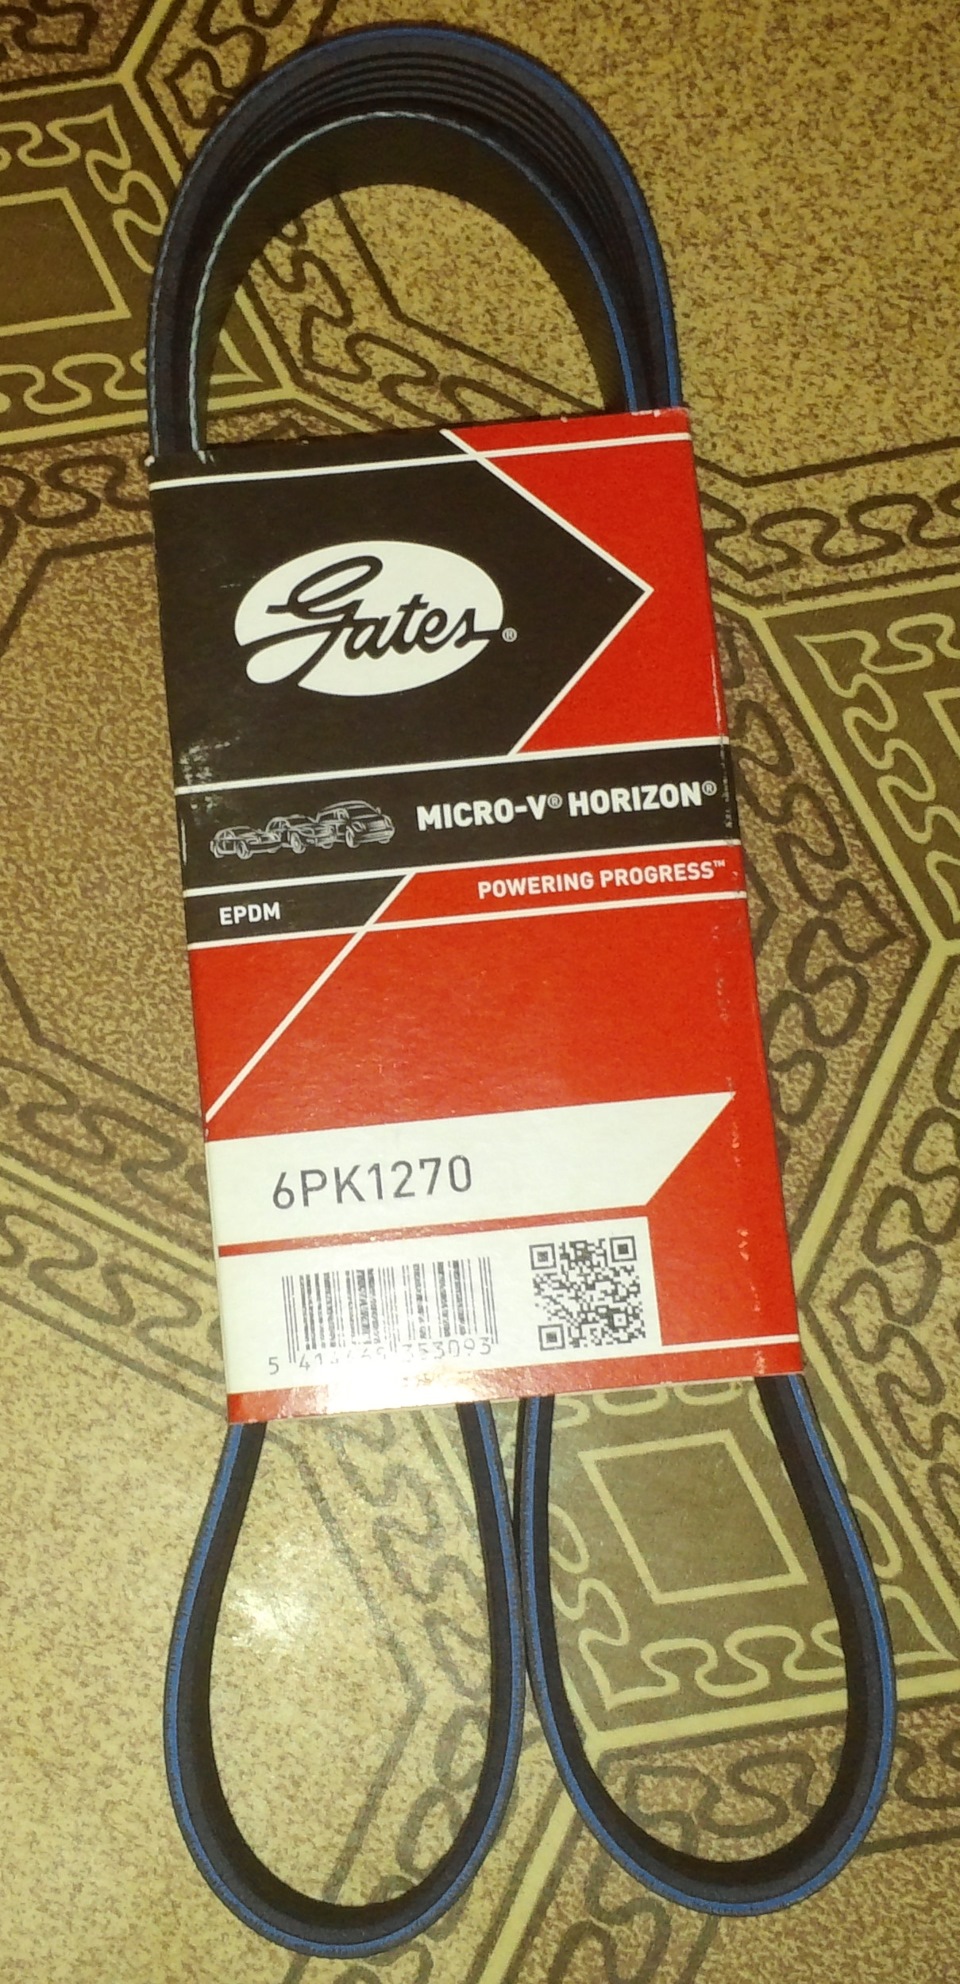 Gates®
MICRO-V® HORIZON®
POWERING PROGRESS™
EPDM
6PK1270